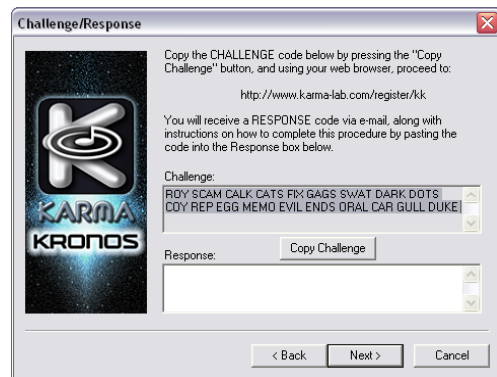 Challenge/Response
Copy the CHALLENGE code below by pressing the "Copy
Challenge" button, and using your web browser, proceed to:
http://www.karma-lab.com/register/kk
You will receive a RESPONSE code via e-mail, along with
instructions on how to complete this procedure by pasting the
code into the Response box below.
Challenge:
ROY SCAM CALK CATS FIX GAGS SWAT DARK DOTS
COY REP EGG MEMO EVIL ENDS ORAL CAR GULL DUKE
KARMA
KRONOS
Copy Challenge
Response:
< Back
Next >
Cancel